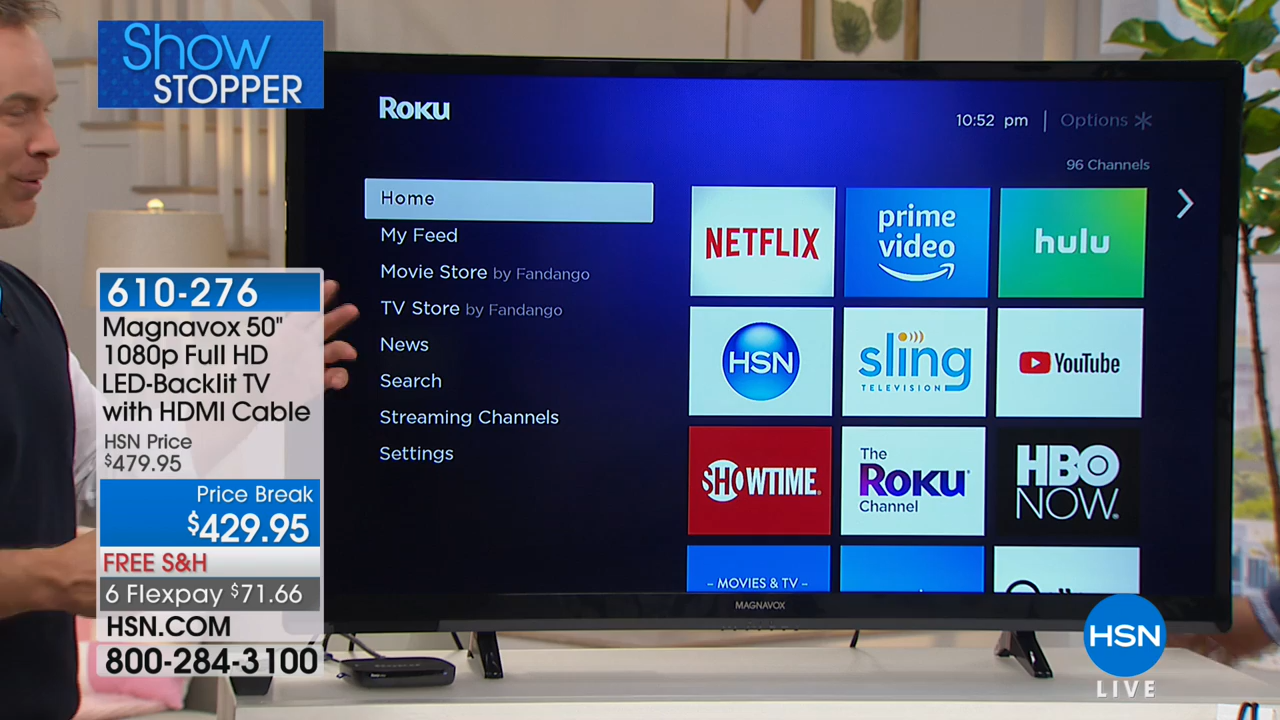 Show
STOPPER
610-276
Magnavox 50"
1080p Full HD
LED-Backlit TV
with HDMI Cable
HSN Price
$479.95
Price Break
$429.95
FREE S&H
6 Flexpay $71.66
HSN.COM
800-284-3100
Roku
10:52 pm | Options
96 Channels
Home
My Feed
Movie Store by Fandango
TV Store by Fandango
News
Search
Streaming Channels
Settings
NETFLIX
prime
video
hulu
HSN
sling
TELEVISION
YouTube
SHOWTIME
The
Roku
Channel
HBO
NOW
– MOVIES & TV –
MAGNAVOX
Roku
HSN
LIVE